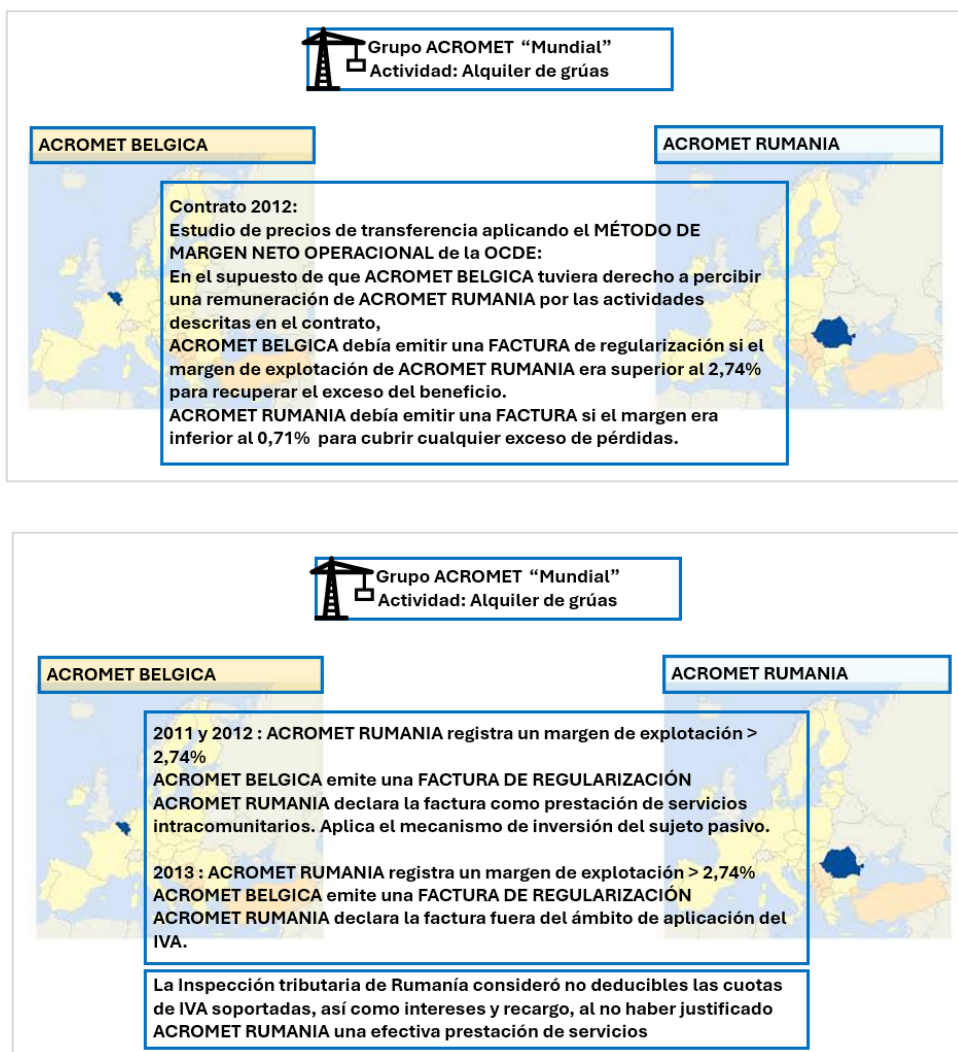 Grupo ACROMET “Mundial”
Actividad: Alquiler de grúas
ACROMET BELGICA
ACROMET RUMANIA
Contrato 2012:
Estudio de precios de transferencia aplicando el MÉTODO DE
MARGEN NETO OPERACIONAL de la OCDE:
En el supuesto de que ACROMET BELGICA tuviera derecho a percibir
una remuneración de ACROMET RUMANIA por las actividades
descritas en el contrato,
ACROMET BELGICA debía emitir una FACTURA de regularización si el
margen de explotación de ACROMET RUMANIA era superior al 2,74%
para recuperar el exceso del beneficio.
ACROMET RUMANIA debía emitir una FACTURA si el margen era
inferior al 0,71% para cubrir cualquier exceso de pérdidas.
Grupo ACROMET “Mundial”
Actividad: Alquiler de grúas
ACROMET BELGICA
ACROMET RUMANIA
2011 y 2012 : ACROMET RUMANIA registra un margen de explotación >
2,74%
ACROMET BELGICA emite una FACTURA DE REGULARIZACIÓN
ACROMET RUMANIA declara la factura como prestación de servicios
intracomunitarios. Aplica el mecanismo de inversión del sujeto pasivo.
2013 : ACROMET RUMANIA registra un margen de explotación > 2,74%
ACROMET BELGICA emite una FACTURA DE REGULARIZACIÓN
ACROMET RUMANIA declara la factura fuera del ámbito de aplicación del
IVA.
La Inspección tributaria de Rumanía consideró no deducibles las cuotas
de IVA soportadas, así como intereses y recargo, al no haber justificado
ACROMET RUMANIA una efectiva prestación de servicios